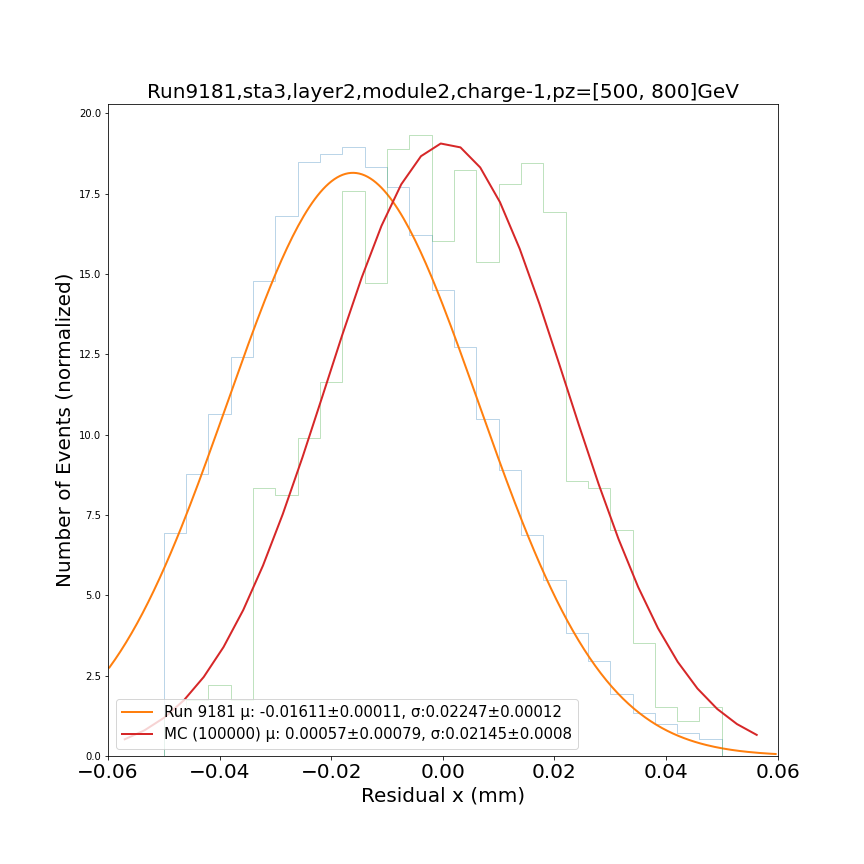 Run9181,sta3,layer2,module2,charge-1,pz=[500, 800]GeV
Number of Events (normalized)
20.0
17.5
15.0
12.5
10.0
7.5
5.0
2.5
0.0
Run 9181 μ: -0.01611±0.00011, σ:0.02247±0.00012
MC (100000) μ: 0.00057±0.00079, σ:0.02145±0.0008
−0.06 −0.04 −0.02 0.00 0.02 0.04 0.06
Residual x (mm)